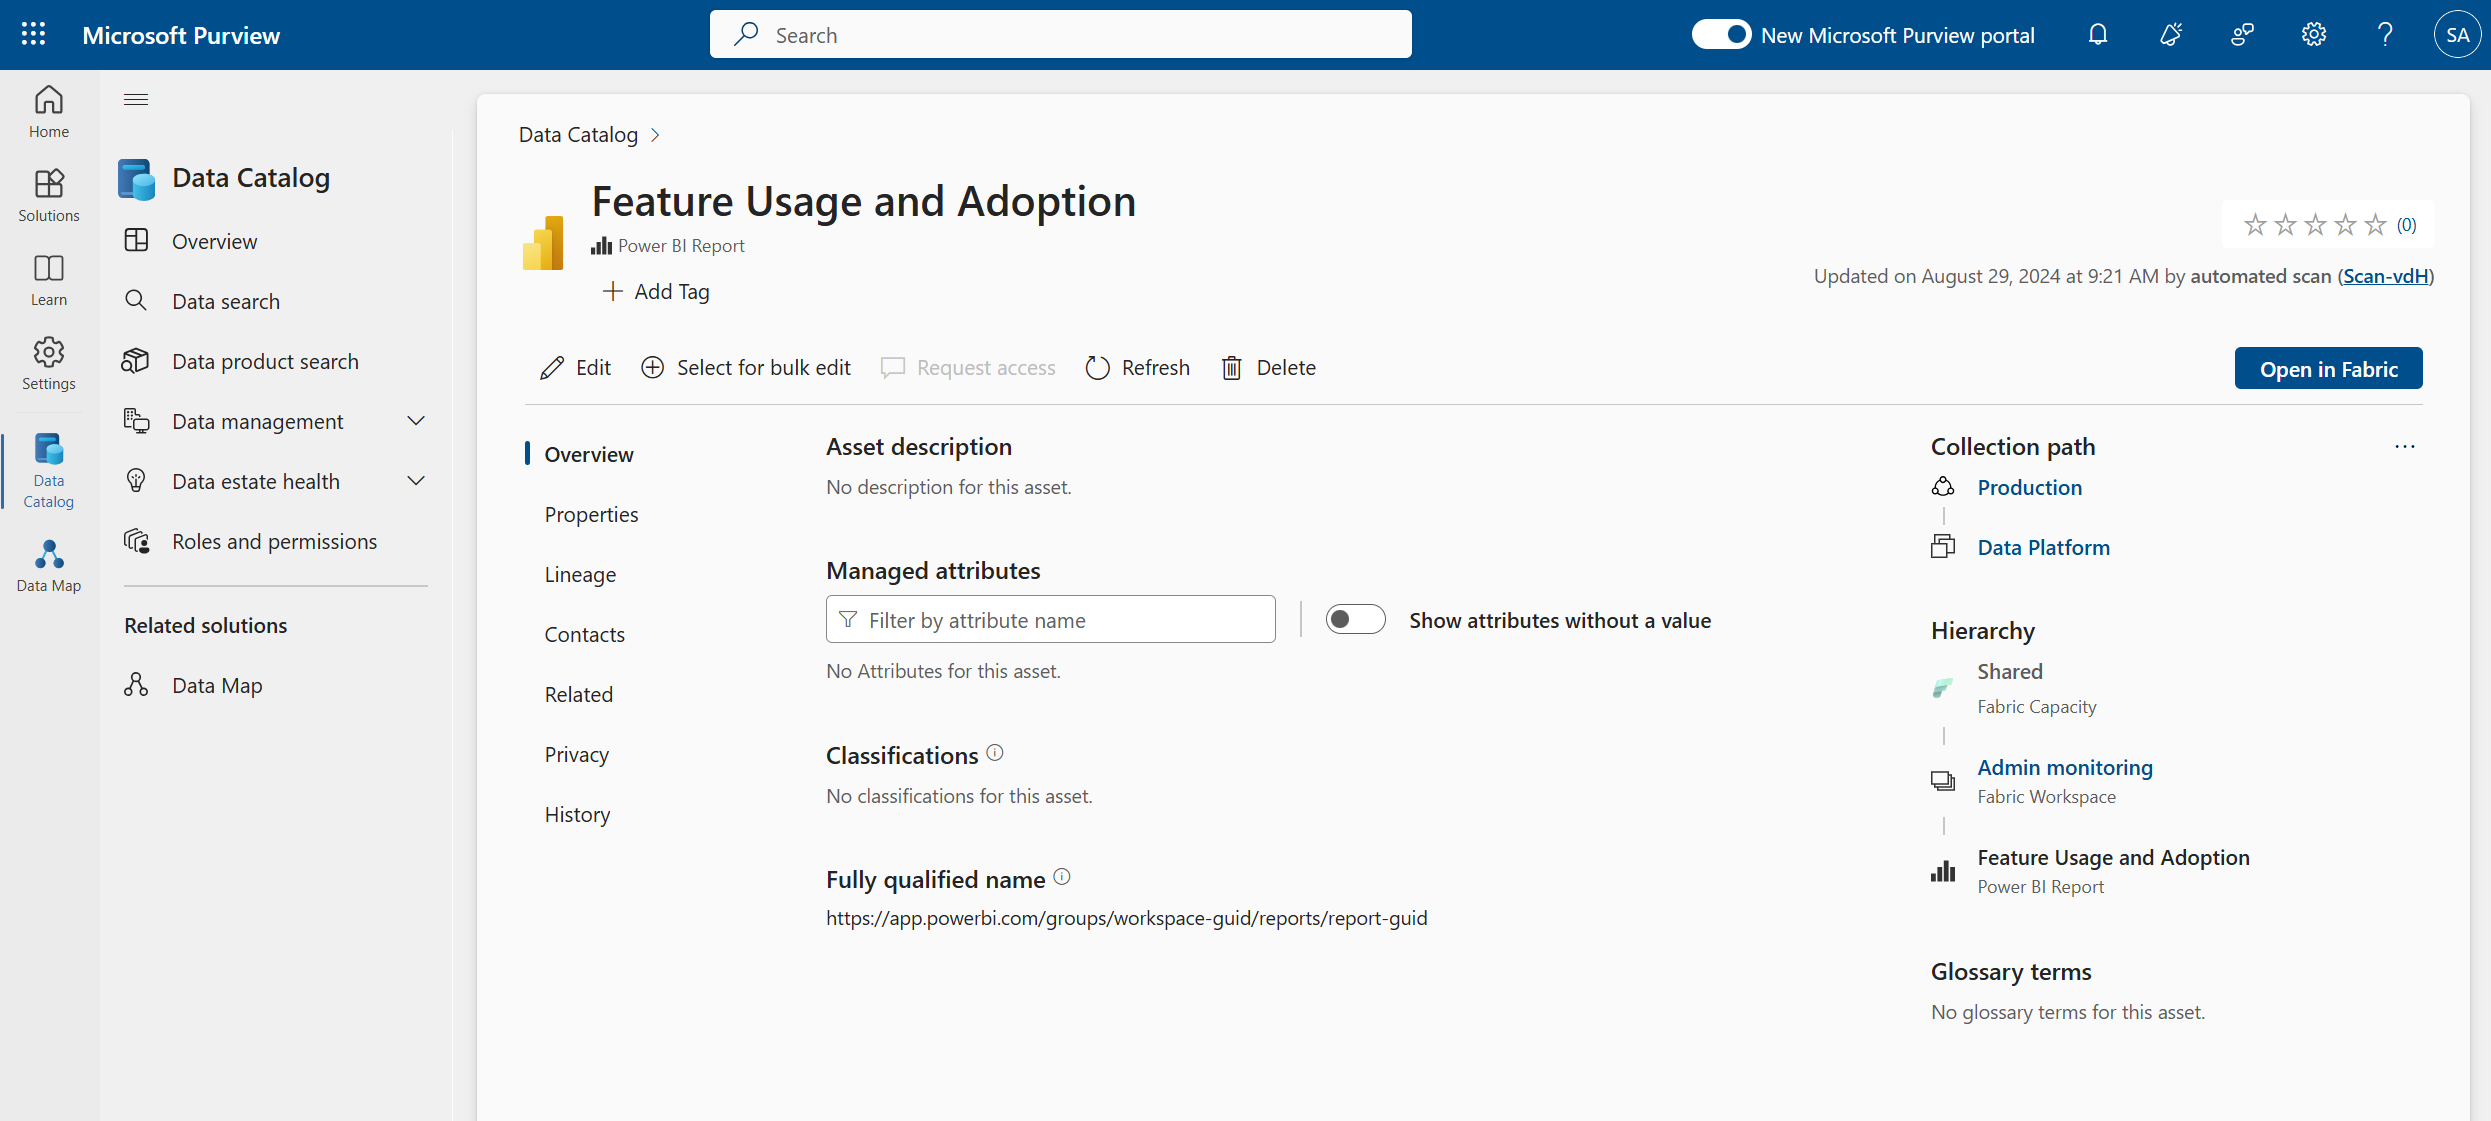 Microsoft Purview
Search
New Microsoft Purview portal
SA
Home
Solutions
Learn
Settings
Data
Catalog
Data Map
Data Catalog
Overview
Data search
Data product search
Data management
Data estate health
Roles and permissions
Related solutions
Data Map
Data Catalog
Feature Usage and Adoption
Power BI Report
Add Tag
(0)
Updated on August 29, 2024 at 9:21 AM by automated scan (Scan-vdH)
Edit
Select for bulk edit
Request access
Refresh
Delete
Open in Fabric
Overview
Properties
Lineage
Contacts
Related
Privacy
History
Asset description
No description for this asset.
Managed attributes
Filter by attribute name
Show attributes without a value
No Attributes for this asset.
Classifications
No classifications for this asset.
Fully qualified name
https://app.powerbi.com/groups/workspace-guid/reports/report-guid
Collection path
Production
Data Platform
Hierarchy
Shared
Fabric Capacity
Admin monitoring
Fabric Workspace
Feature Usage and Adoption
Power BI Report
Glossary terms
No glossary terms for this asset.